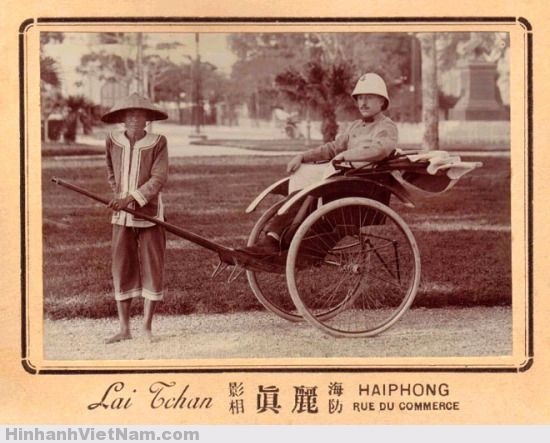 Lai Tchan 影相 眞麗 海防 HAIPHONG
RUE DU COMMERCE
HinhanhVietNam.com